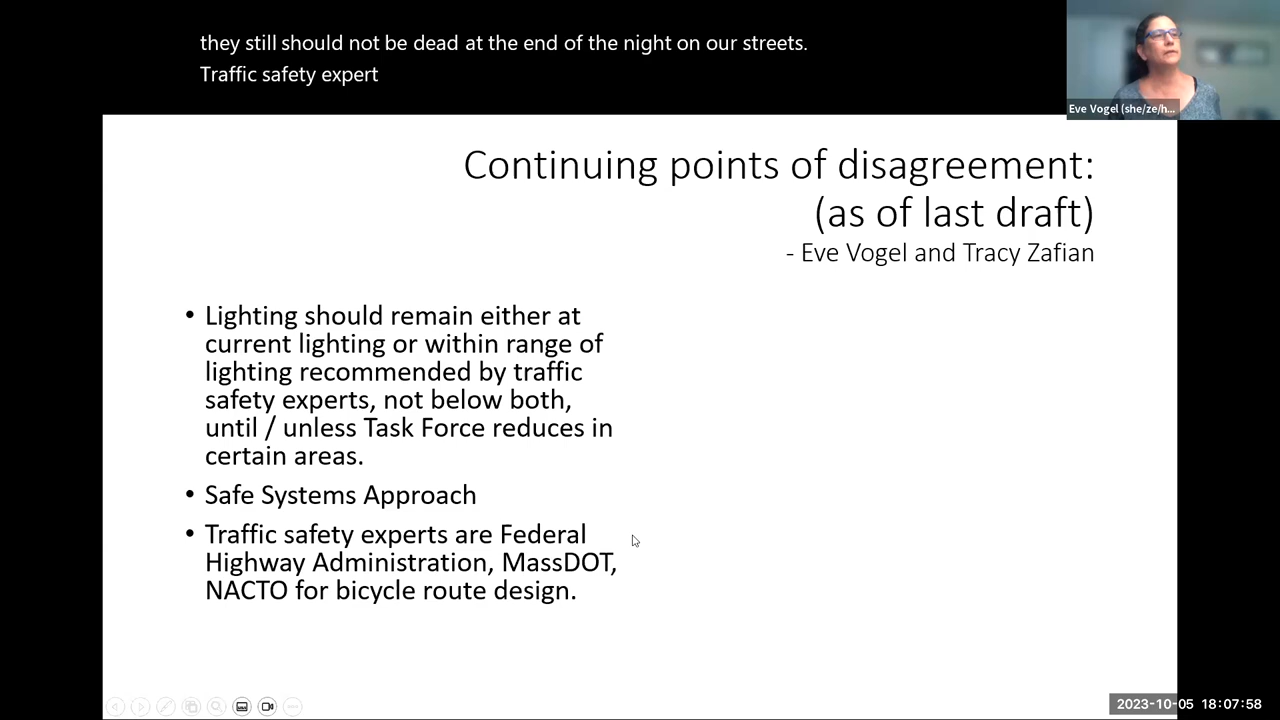 they still should not be dead at the end of the night on our streets.
Traffic safety expert
Eve Vogel (she/ze/h...
Continuing points of disagreement:
(as of last draft)
- Eve Vogel and Tracy Zafian
• Lighting should remain either at
current lighting or within range of
lighting recommended by traffic
safety experts, not below both,
until / unless Task Force reduces in
certain areas.
• Safe Systems Approach
• Traffic safety experts are Federal
Highway Administration, MassDOT,
NACTO for bicycle route design.
2023-10-05 18:07:58